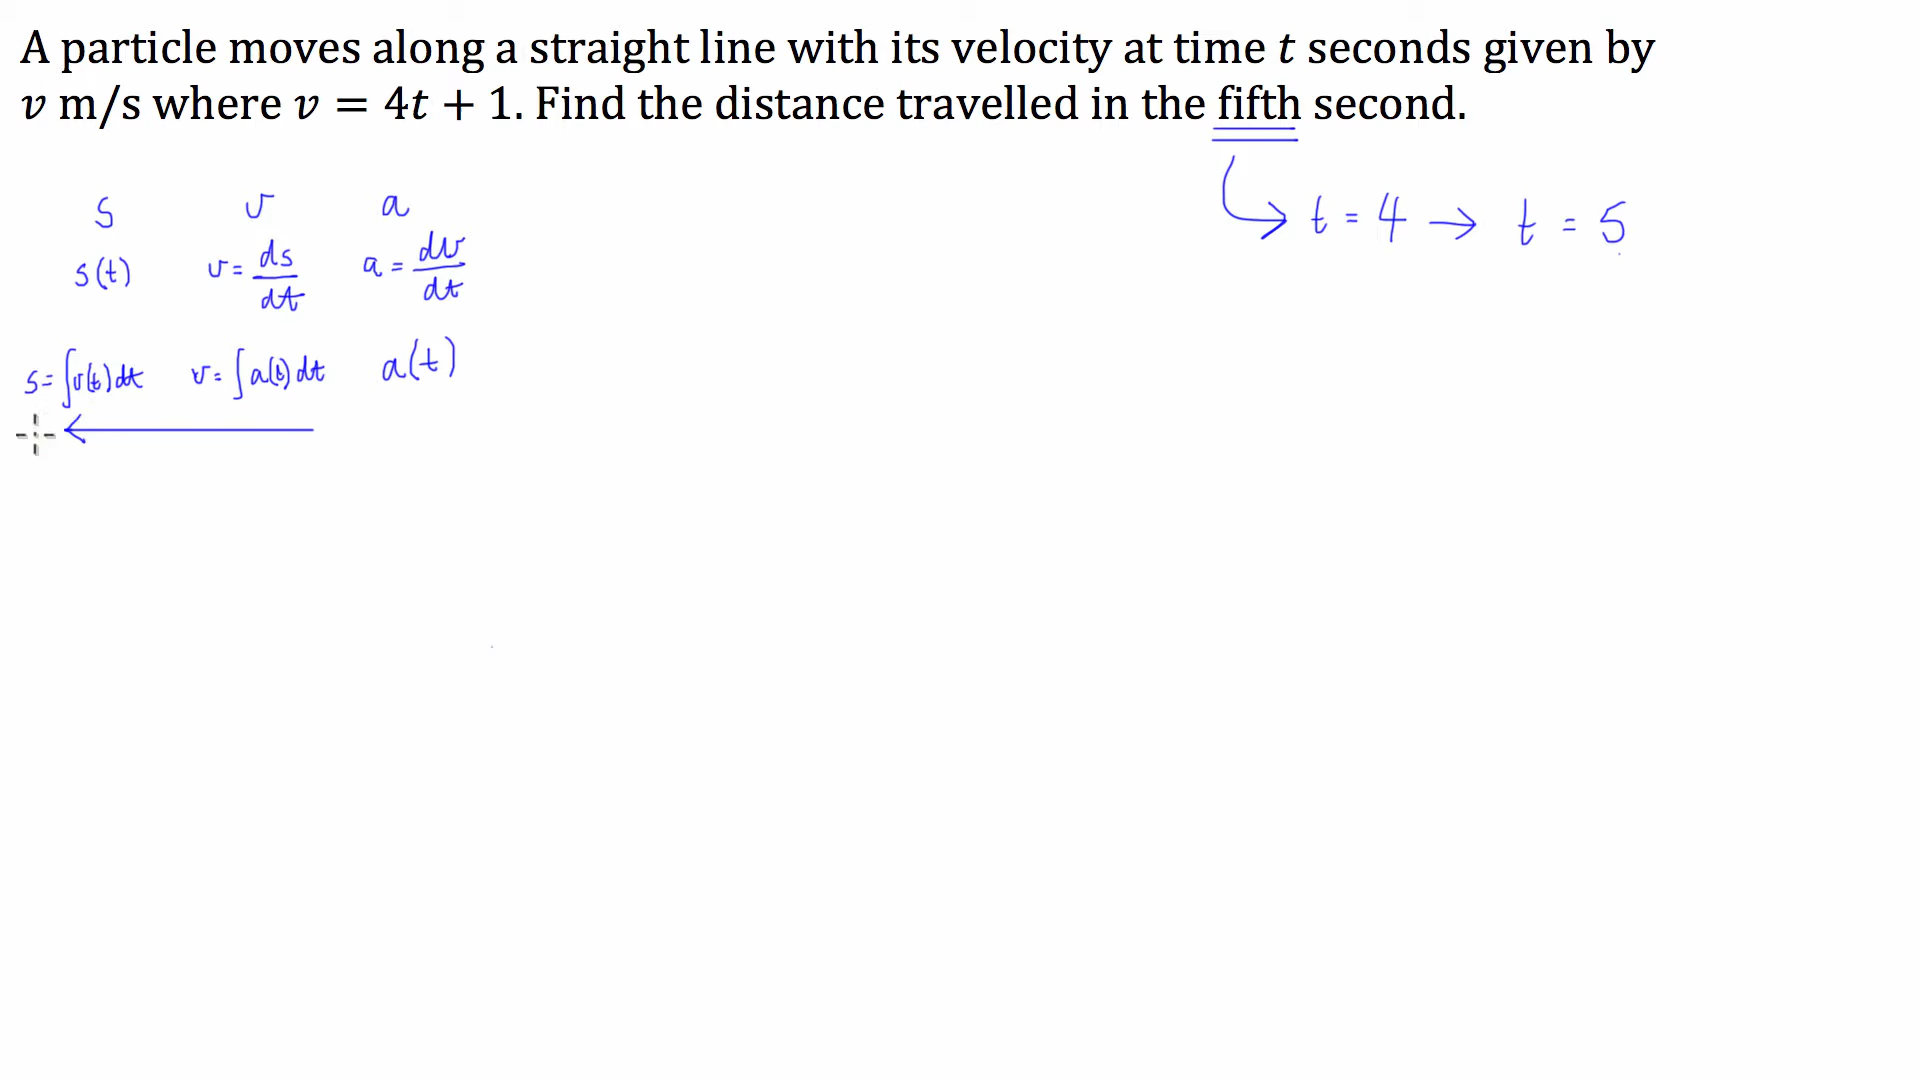 A particle moves along a straight line with its velocity at time t seconds given by
v m/s where v = 4t + 1. Find the distance travelled in the fifth second.
s v a
t = 4 → t = 5
s(t) v = ds/dt a = dv/dt
s = ∫v(t)dt v = ∫a(t)dt a(t)